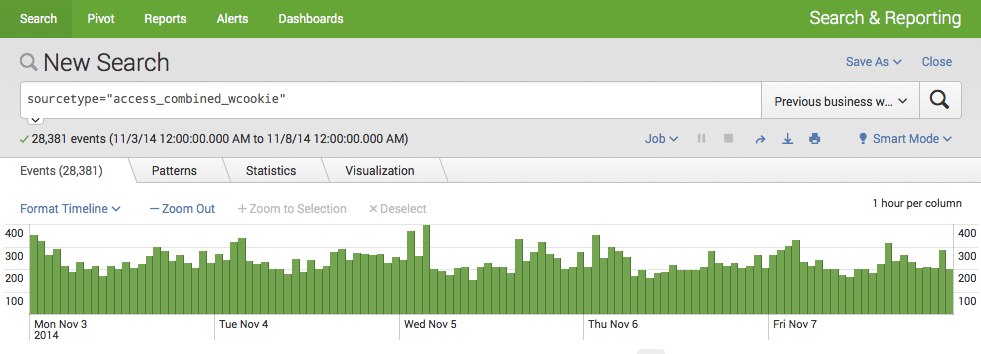 Search Pivot Reports Alerts Dashboards Search & Reporting
New Search Save As Close
sourcetype="access_combined_wcookie" Previous business w...
28,381 events (11/3/14 12:00:00.000 AM to 11/8/14 12:00:00.000 AM) Job Smart Mode
Events (28,381) Patterns Statistics Visualization
Format Timeline − Zoom Out + Zoom to Selection × Deselect 1 hour per column
400 400
300 300
200 200
100 100
Mon Nov 3 Tue Nov 4 Wed Nov 5 Thu Nov 6 Fri Nov 7
2014